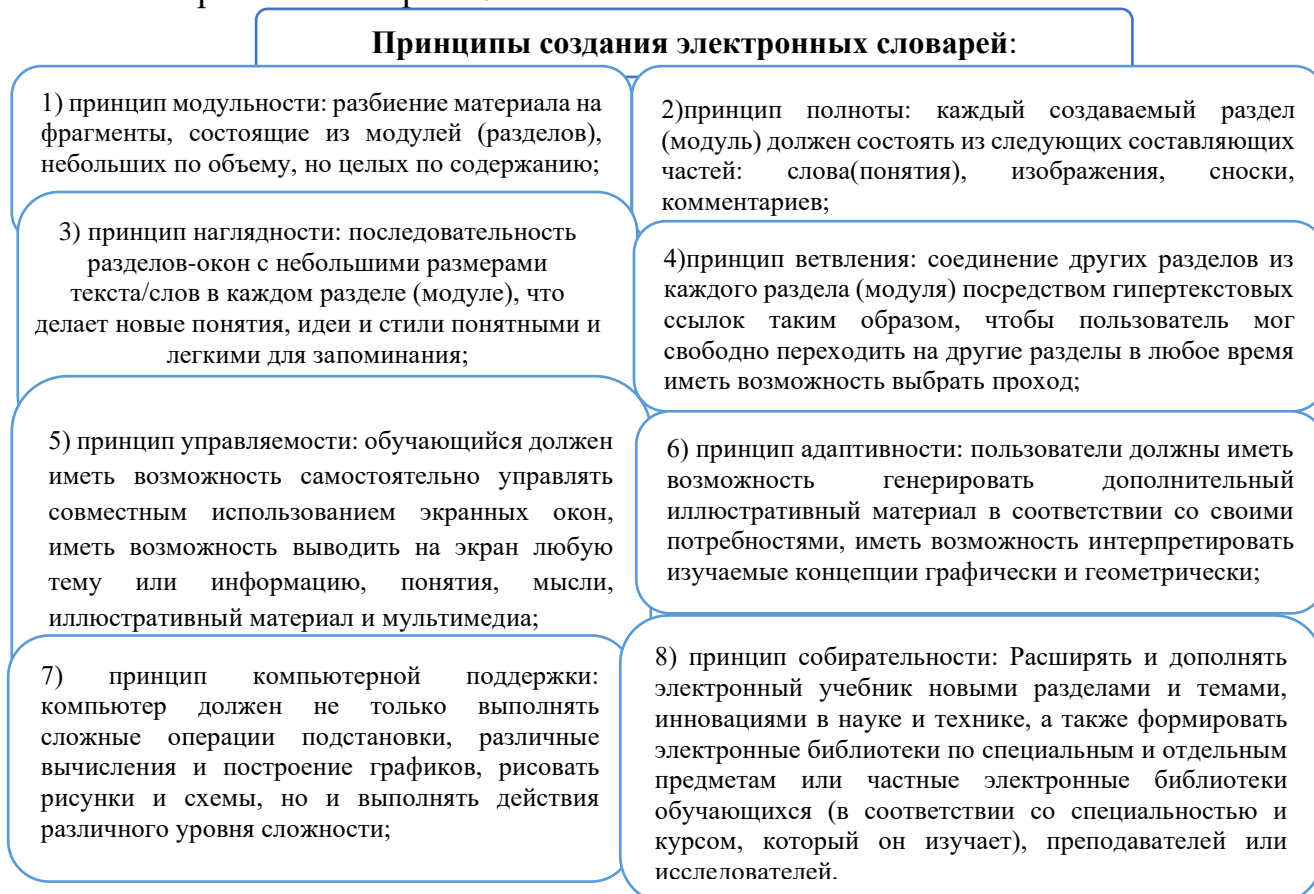 Принципы создания электронных словарей:
1) принцип модульности: разбиение материала на
фрагменты, состоящие из модулей (разделов),
небольших по объему, но целых по содержанию;
2)принцип полноты: каждый создаваемый раздел
(модуль) должен состоять из следующих составляющих
частей: слова(понятия), изображения, сноски,
комментариев;
3) принцип наглядности: последовательность
разделов-окон с небольшими размерами
текста/слов в каждом разделе (модуле), что
делает новые понятия, идеи и стили понятными и
легкими для запоминания;
4)принцип ветвления: соединение других разделов из
каждого раздела (модуля) посредством гипертекстовых
ссылок таким образом, чтобы пользователь мог
свободно переходить на другие разделы в любое время
иметь возможность выбрать проход;
5) принцип управляемости: обучающийся должен
иметь возможность самостоятельно управлять
совместным использованием экранных окон,
иметь возможность выводить на экран любую
тему или информацию, понятия, мысли,
иллюстративный материал и мультимедиа;
6) принцип адаптивности: пользователи должны иметь
возможность генерировать дополнительный
иллюстративный материал в соответствии со своими
потребностями, иметь возможность интерпретировать
изучаемые концепции графически и геометрически;
7) принцип компьютерной поддержки:
компьютер должен не только выполнять
сложные операции подстановки, различные
вычисления и построение графиков, рисовать
рисунки и схемы, но и выполнять действия
различного уровня сложности;
8) принцип собирательности: Расширять и дополнять
электронный учебник новыми разделами и темами,
инновациями в науке и технике, а также формировать
электронные библиотеки по специальным и отдельным
предметам или частные электронные библиотеки
обучающихся (в соответствии со специальностью и
курсом, который он изучает), преподавателей или
исследователей.